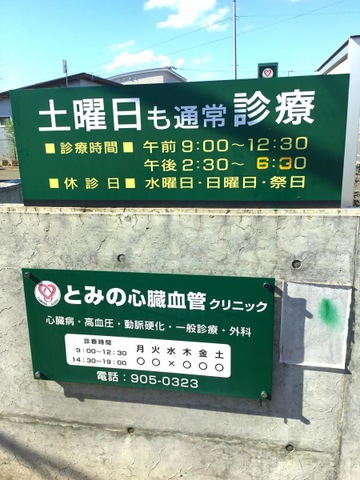 土曜日も通常診療
■診療時間■ 午前9:00～12:30
午後2:30～6:30
■休診日■ 水曜日・日曜日・祭日
とみの心臓血管クリニック
心臓病・高血圧・動脈硬化・一般診療・外科
診療時間 月火水木金土
9:00～12:30
14:30～19:00 〇〇×〇〇〇
電話：905-0323